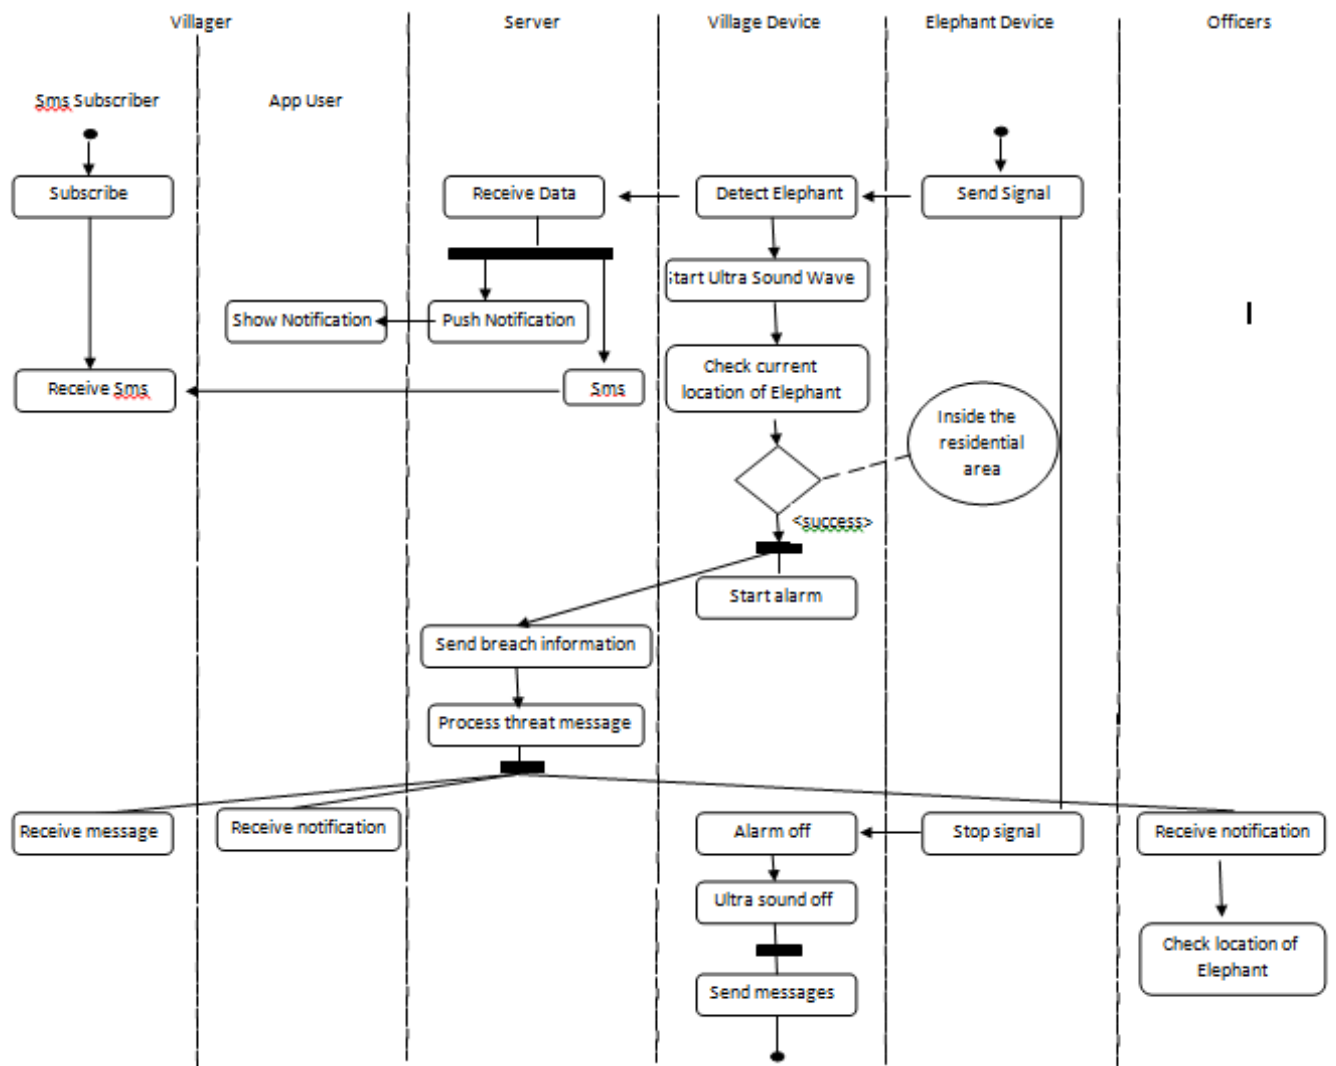 Villager
Server
Village Device
Elephant Device
Officers
Sms Subscriber
App User
Subscribe
Receive Data
Detect Elephant
Send Signal
tart Ultra Sound Wave
Show Notification
Push Notification
Check current
location of Elephant
Receive Sms
Sms
Inside the
residential
area
<success>
Start alarm
Send breach information
Process threat message
Receive message
Receive notification
Alarm off
Stop signal
Receive notification
Ultra sound off
Check location of
Elephant
Send messages